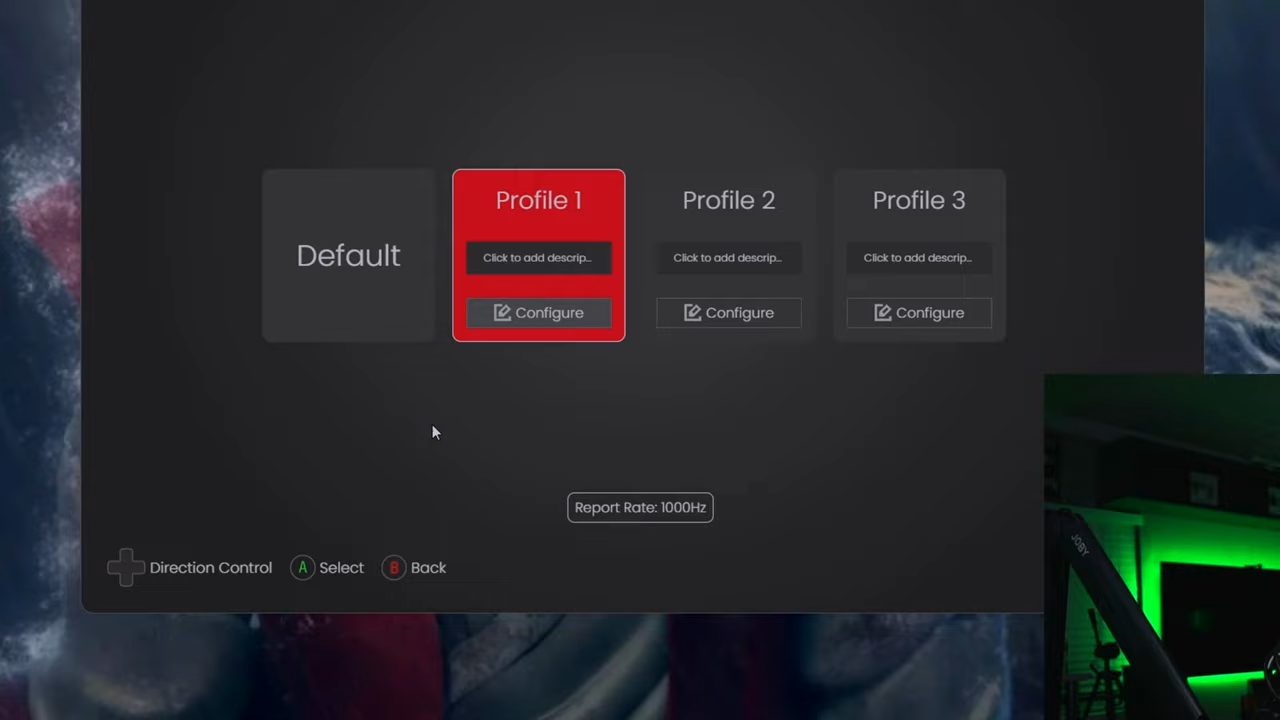 Default
Profile 1
Click to add descrip...
Configure
Profile 2
Click to add descrip...
Configure
Profile 3
Click to add descrip...
Configure
Report Rate: 1000Hz
Direction Control
A Select
B Back
JOBY